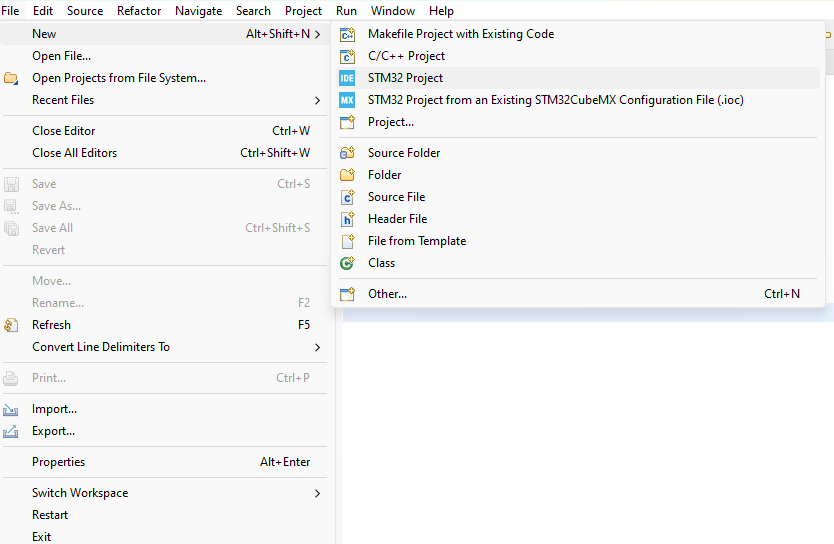 File Edit Source Refactor Navigate Search Project Run Window Help
New Alt+Shift+N
Open File...
Open Projects from File System...
Recent Files
Close Editor Ctrl+W
Close All Editors Ctrl+Shift+W
Save Ctrl+S
Save As...
Save All Ctrl+Shift+S
Revert
Move...
Rename... F2
Refresh F5
Convert Line Delimiters To
Print... Ctrl+P
Import...
Export...
Properties Alt+Enter
Switch Workspace
Restart
Exit
Makefile Project with Existing Code
C/C++ Project
IDE STM32 Project
MX STM32 Project from an Existing STM32CubeMX Configuration File (.ioc)
Project...
Source Folder
Folder
Source File
Header File
File from Template
Class
Other... Ctrl+N